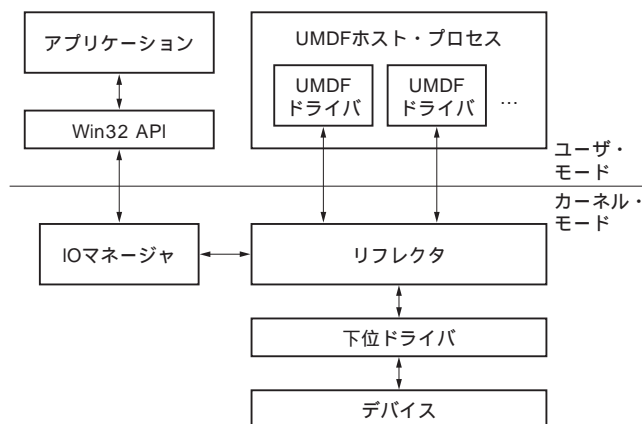 アプリケーション
Win32 API
UMDFホスト・プロセス
UMDF
ドライバ
UMDF
ドライバ
…
ユーザ・
モード
カーネル・
モード
IOマネージャ
リフレクタ
下位ドライバ
デバイス